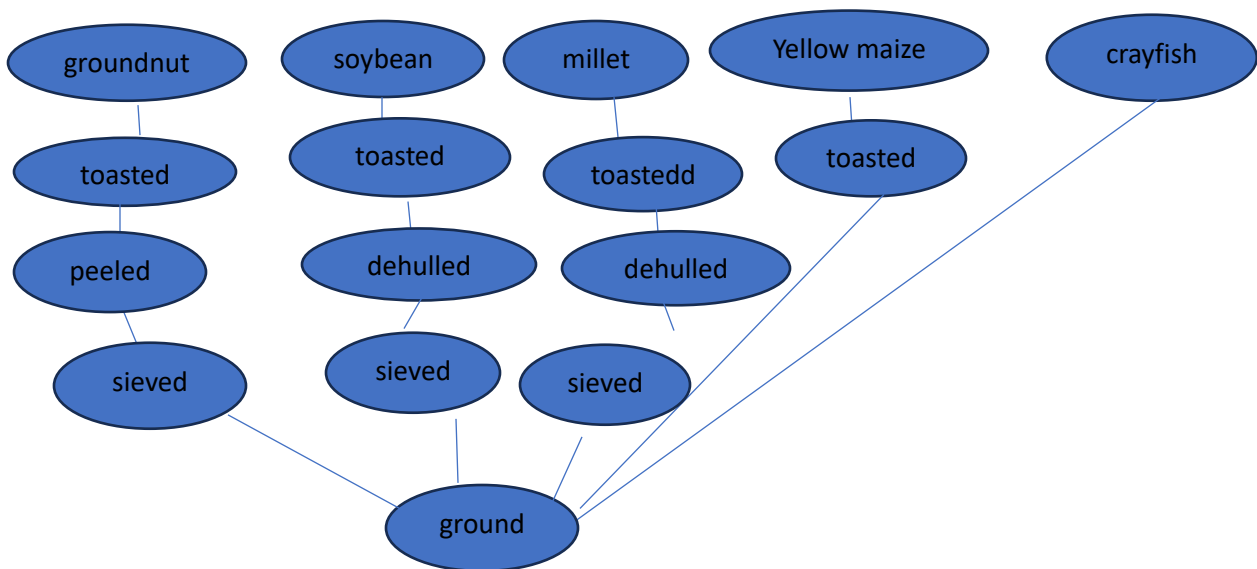 groundnut
soybean
millet
Yellow maize
crayfish
toasted
toasted
toastedd
toasted
peeled
dehulled
dehulled
sieved
sieved
sieved
ground